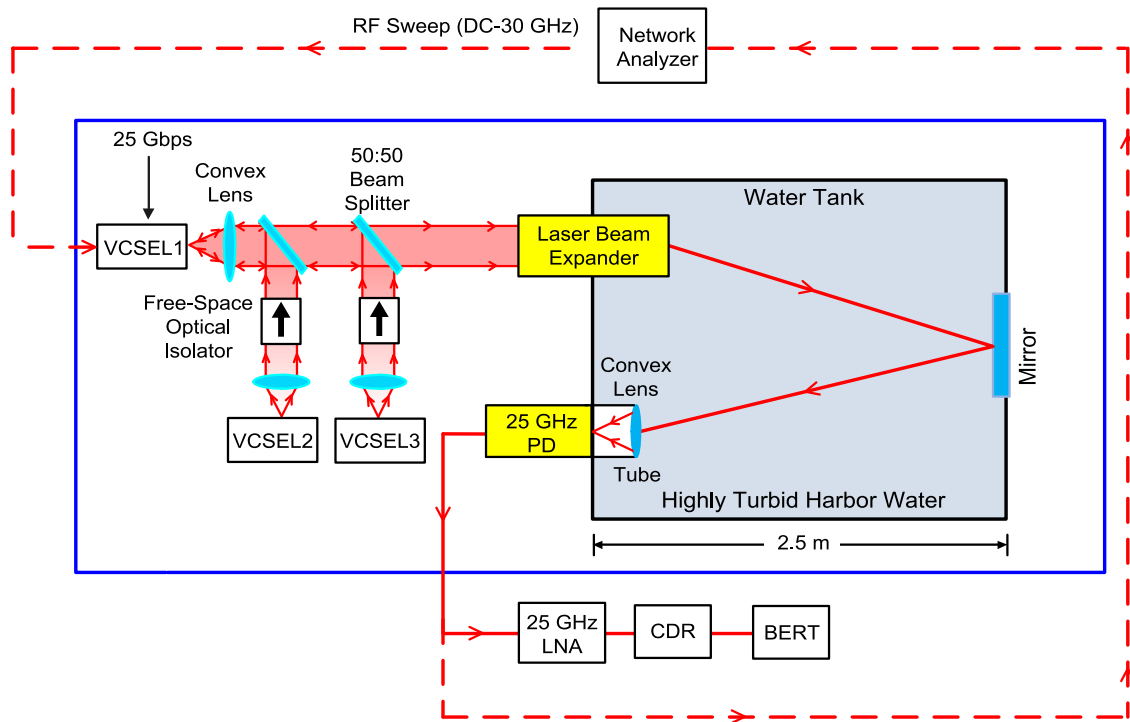 RF Sweep (DC-30 GHz)
Network
Analyzer
25 Gbps
Convex
Lens
50:50
Beam
Splitter
Water Tank
VCSEL1
Laser Beam
Expander
Free-Space
Optical
Isolator
Mirror
Convex
Lens
VCSEL2
VCSEL3
25 GHz
PD
Tube
Highly Turbid Harbor Water
2.5 m
25 GHz
LNA
CDR
BERT